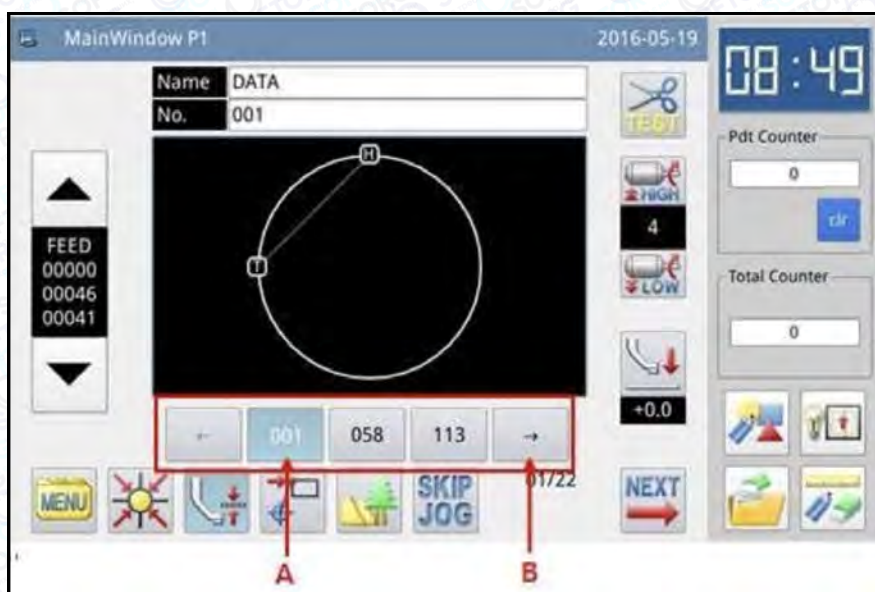 MainWindow P1
2016-05-19
08:49
Name DATA
No. 001
TEST
HIGH
4
LOW
+0.0
H
T
FEED
00000
00046
00041
Pdt Counter
0
clr
Total Counter
0
← 001 058 113 →
01/22
MENU
SKIP
JOG
NEXT
A
B